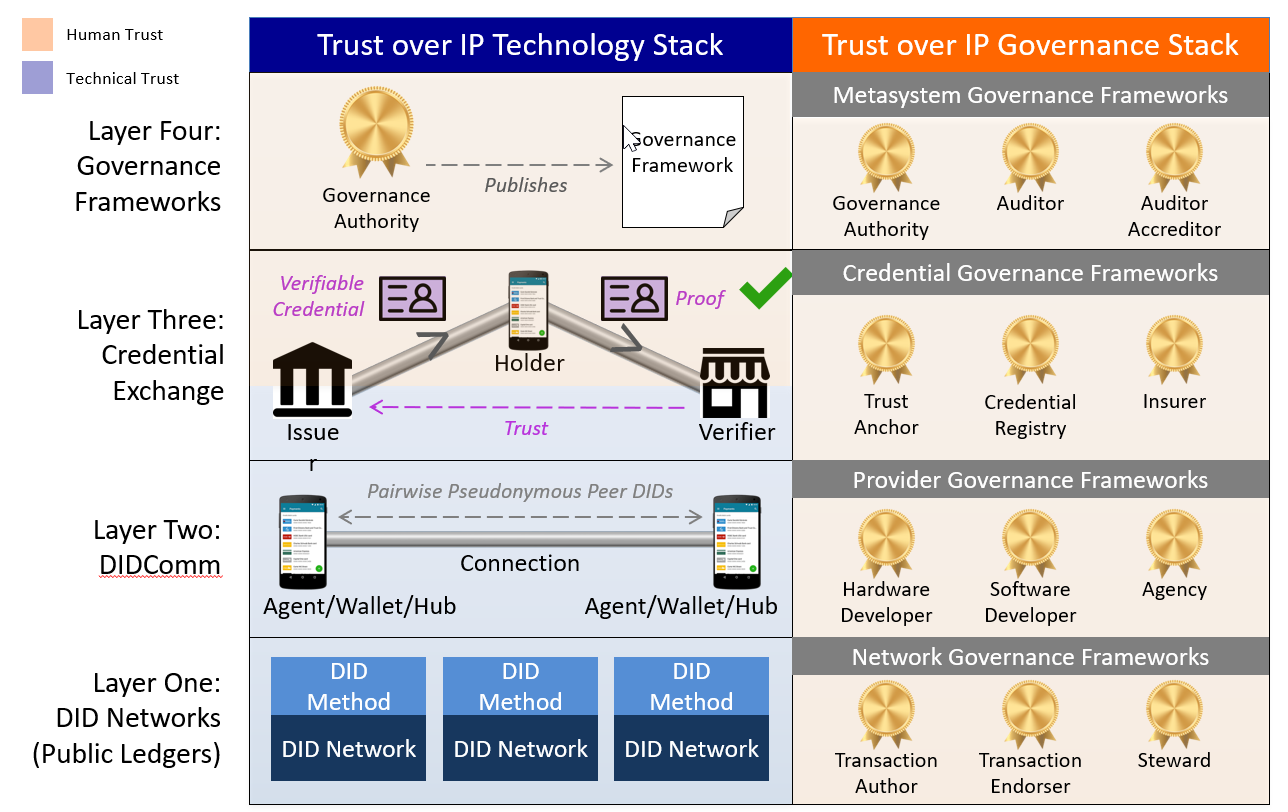 Human Trust
Technical Trust
Trust over IP Technology Stack
Trust over IP Governance Stack
Layer Four:
Governance
Frameworks
Governance
Authority
Publishes
Governance
Framework
Metasystem Governance Frameworks
Governance
Authority
Auditor
Auditor
Accreditor
Layer Three:
Credential
Exchange
Verifiable
Credential
Holder
Proof
Issue
r
Trust
Verifier
Credential Governance Frameworks
Trust
Anchor
Credential
Registry
Insurer
Layer Two:
DIDComm
Pairwise Pseudonymous Peer DIDs
Connection
Agent/Wallet/Hub
Agent/Wallet/Hub
Provider Governance Frameworks
Hardware
Developer
Software
Developer
Agency
Layer One:
DID Networks
(Public Ledgers)
DID
Method
DID Network
DID
Method
DID Network
DID
Method
DID Network
Network Governance Frameworks
Transaction
Author
Transaction
Endorser
Steward